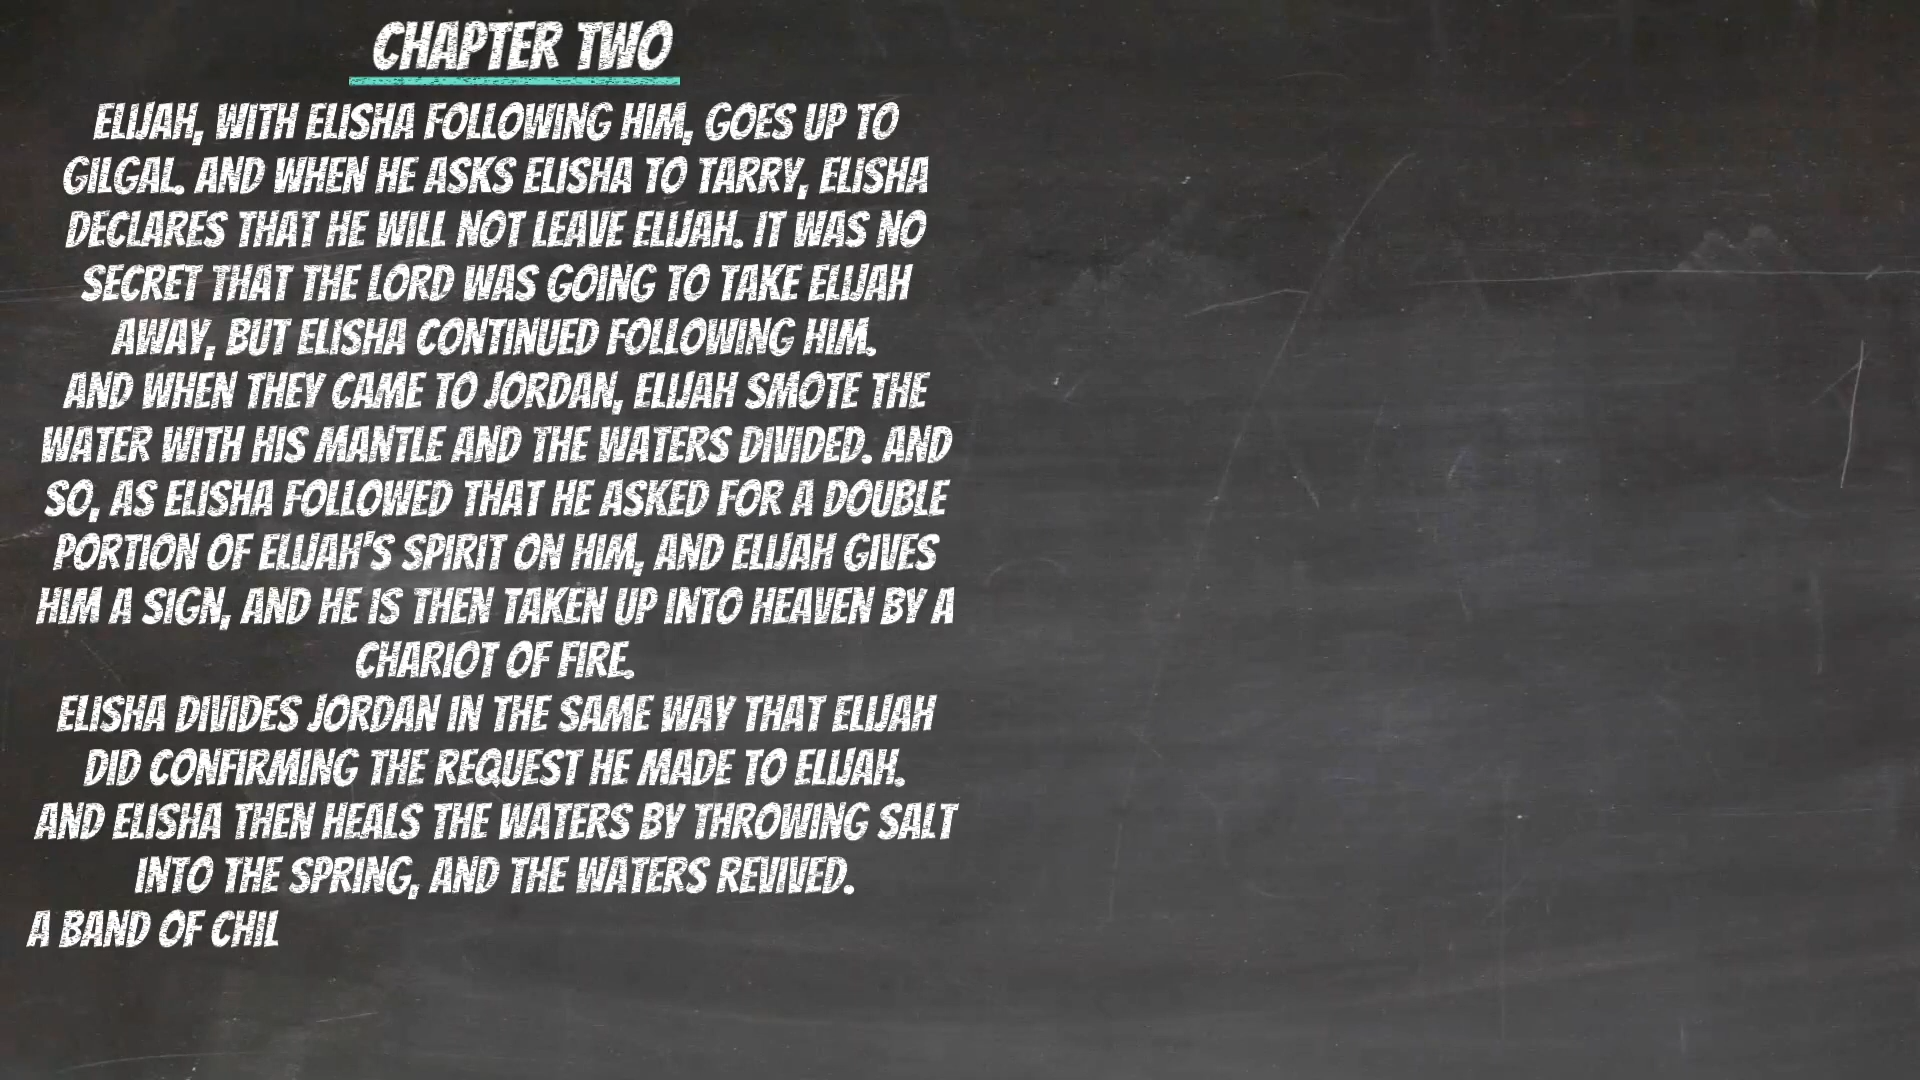 CHAPTER TWO
ELIJAH, WITH ELISHA FOLLOWING HIM, GOES UP TO
GILGAL. AND WHEN HE ASKS ELISHA TO TARRY, ELISHA
DECLARES THAT HE WILL NOT LEAVE ELIJAH. IT WAS NO
SECRET THAT THE LORD WAS GOING TO TAKE ELIJAH
AWAY, BUT ELISHA CONTINUED FOLLOWING HIM.
AND WHEN THEY CAME TO JORDAN, ELIJAH SMOTE THE
WATER WITH HIS MANTLE AND THE WATERS DIVIDED. AND
SO, AS ELISHA FOLLOWED THAT HE ASKED FOR A DOUBLE
PORTION OF ELIJAH'S SPIRIT ON HIM, AND ELIJAH GIVES
HIM A SIGN, AND HE IS THEN TAKEN UP INTO HEAVEN BY A
CHARIOT OF FIRE.
ELISHA DIVIDES JORDAN IN THE SAME WAY THAT ELIJAH
DID CONFIRMING THE REQUEST HE MADE TO ELIJAH.
AND ELISHA THEN HEALS THE WATERS BY THROWING SALT
INTO THE SPRING, AND THE WATERS REVIVED.
A BAND OF CHIL